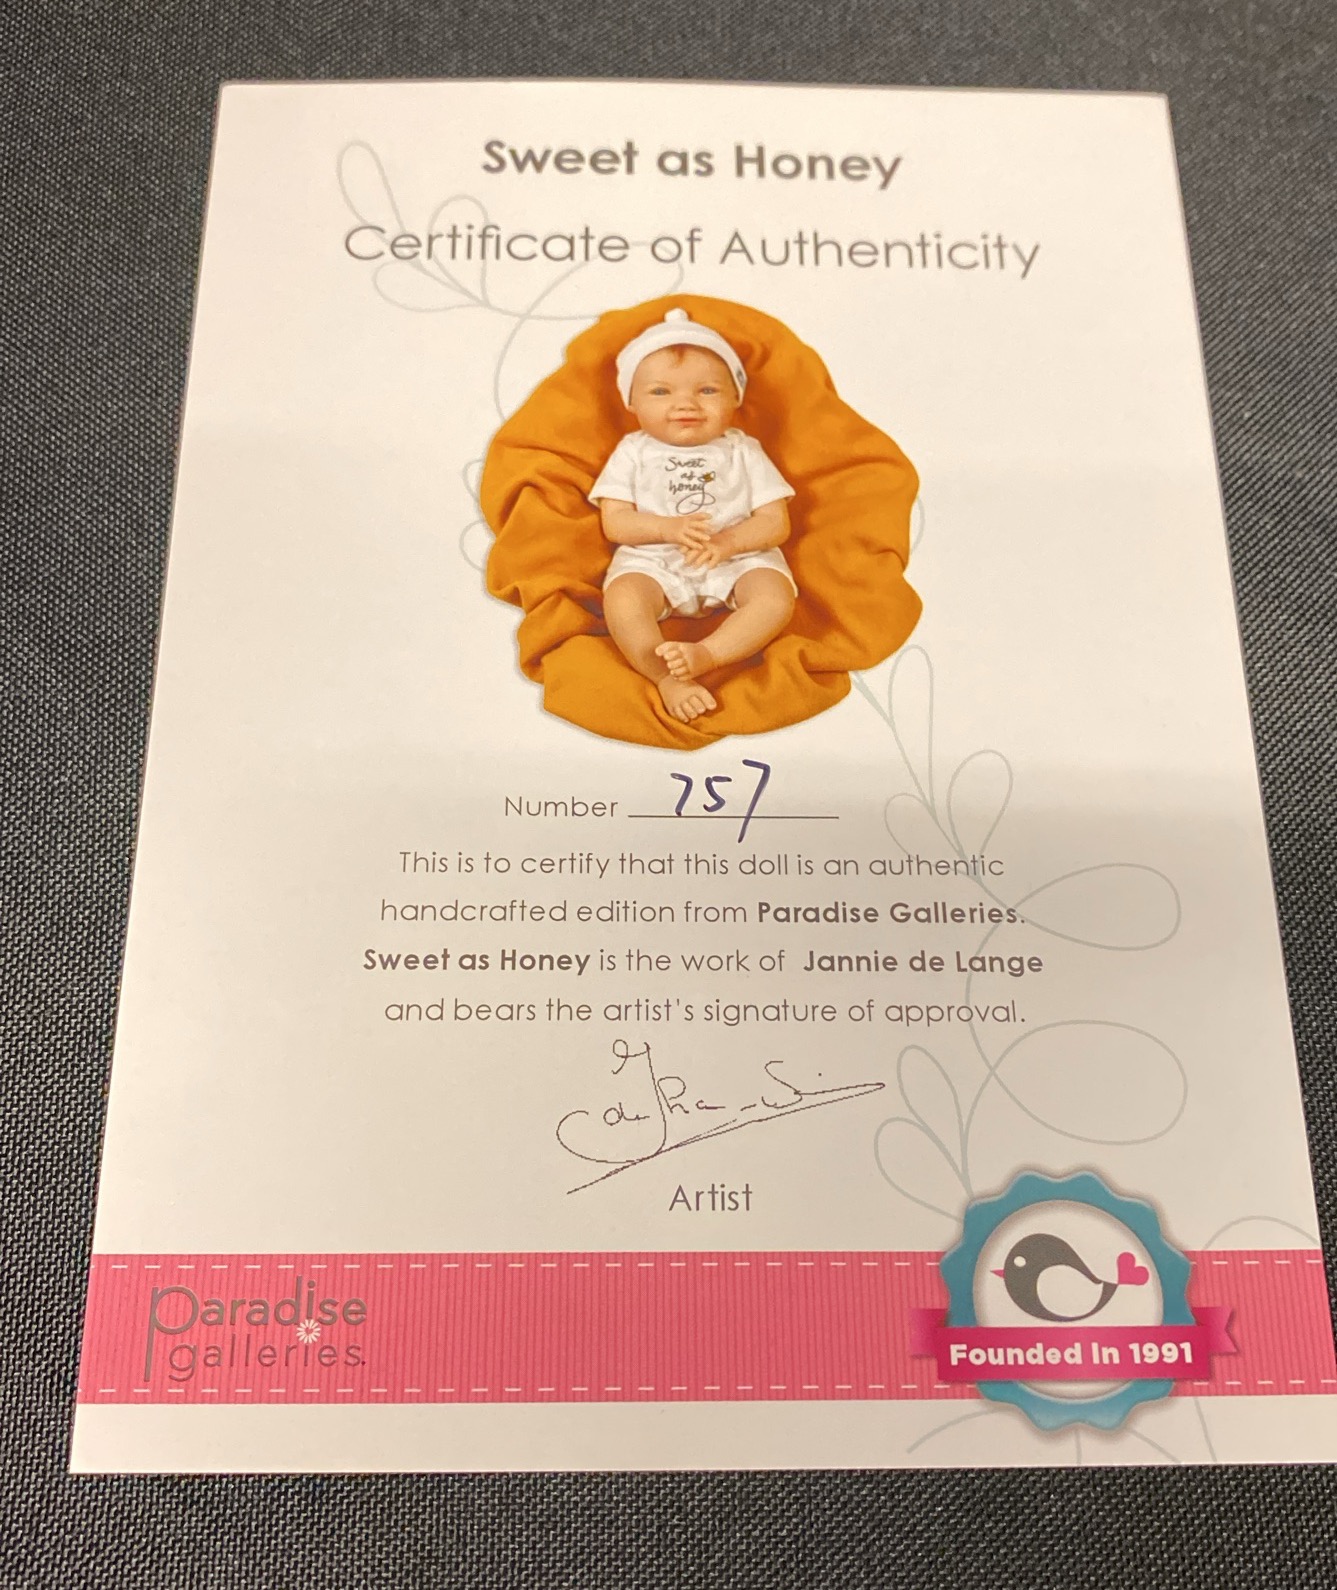 Sweet as Honey
Certificate of Authenticity
Sweet
as
honey
Number 757
This is to certify that this doll is an authentic
handcrafted edition from Paradise Galleries.
Sweet as Honey is the work of Jannie de Lange
and bears the artist's signature of approval.
Artist
Paradise
galleries.
Founded In 1991